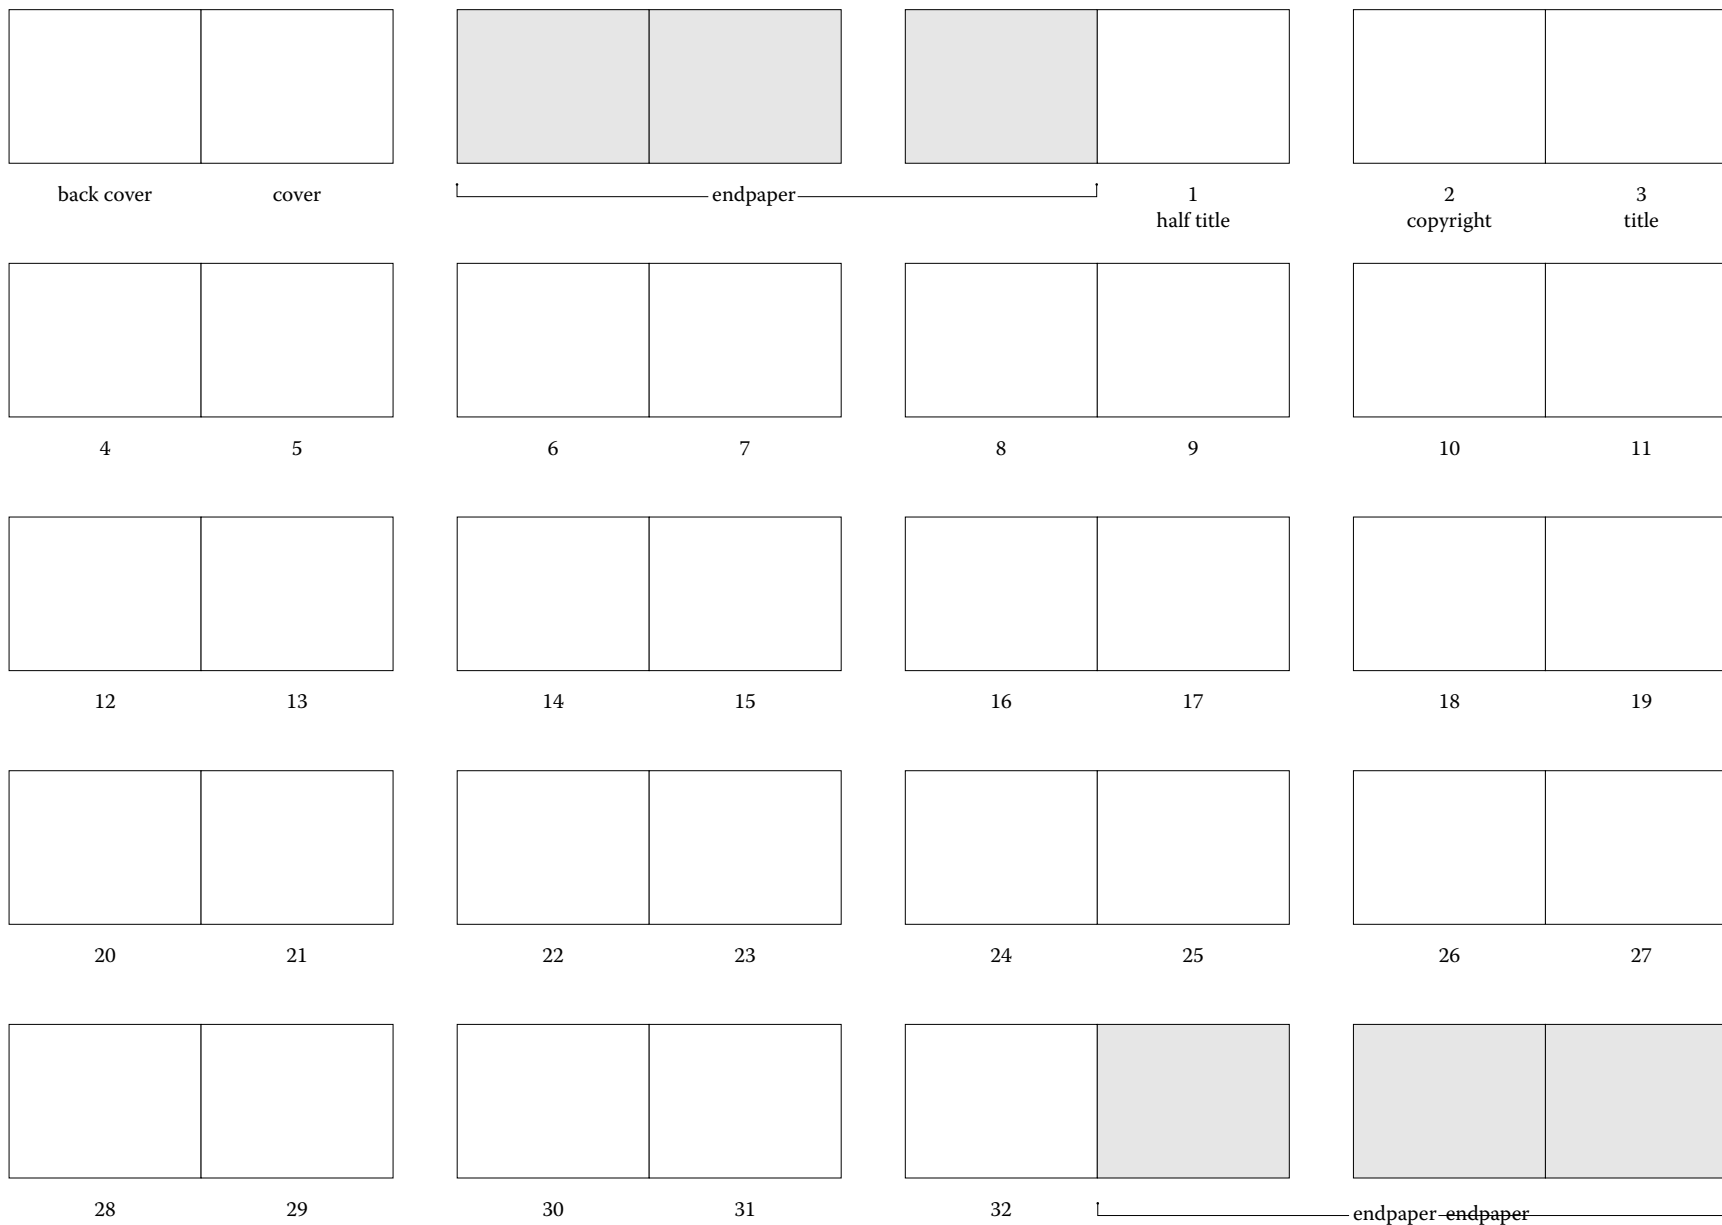 back cover cover endpaper 1 2 3
half title copyright title
4 5 6 7 8 9 10 11
12 13 14 15 16 17 18 19
20 21 22 23 24 25 26 27
28 29 30 31 32 endpaper endpaper